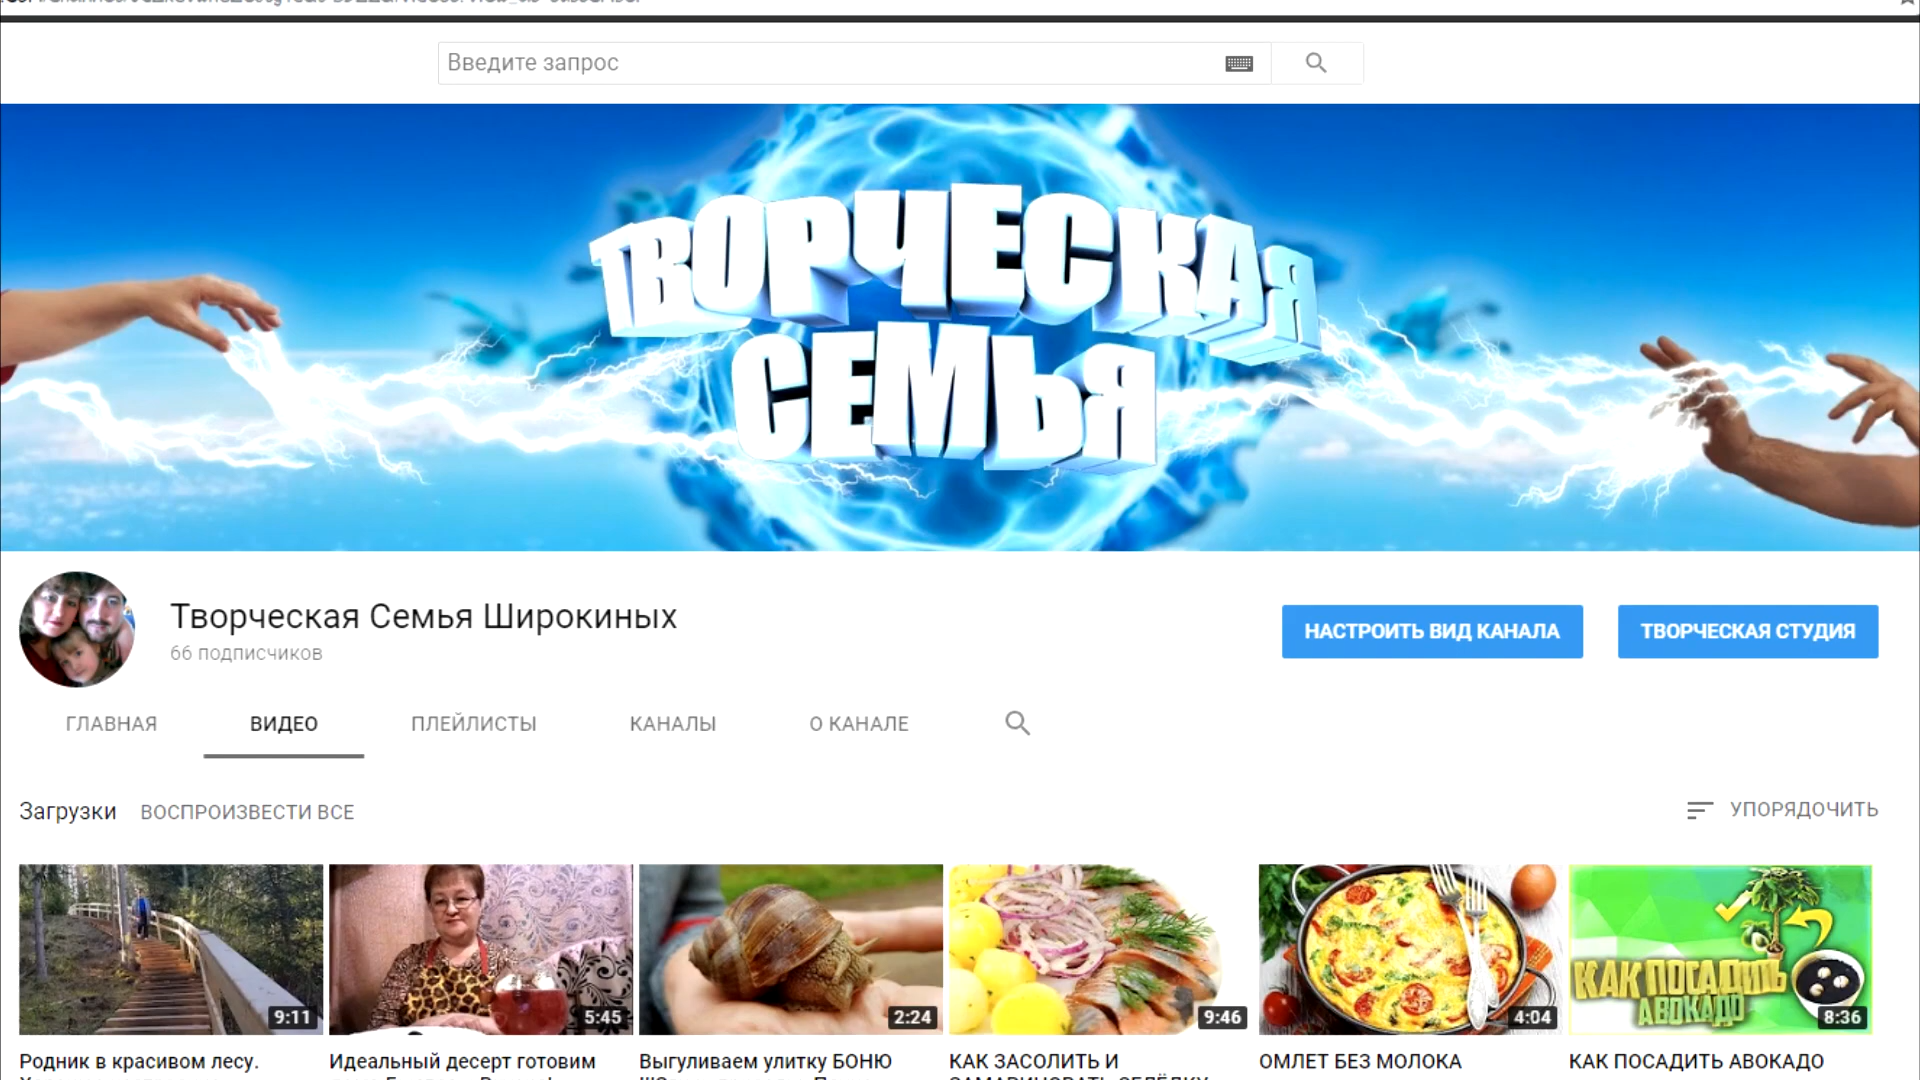 Введите запрос
ТВОРЧЕСКАЯ
СЕМЬЯ
Творческая Семья Широкиных
66 подписчиков
НАСТРОИТЬ ВИД КАНАЛА
ТВОРЧЕСКАЯ СТУДИЯ
ГЛАВНАЯ
ВИДЕО
ПЛЕЙЛИСТЫ
КАНАЛЫ
О КАНАЛЕ
Загрузки
ВОСПРОИЗВЕСТИ ВСЕ
УПОРЯДОЧИТЬ
КАК ПОСАДИТЬ
АВОКАДО
9:11
5:45
2:24
9:46
4:04
8:36
Родник в красивом лесу.
Идеальный десерт готовим
Выгуливаем улитку БОНЮ
КАК ЗАСОЛИТЬ И
ЗАМАРИНОВАТЬ СЕЛЁДКУ
ОМЛЕТ БЕЗ МОЛОКА
КАК ПОСАДИТЬ АВОКАДО